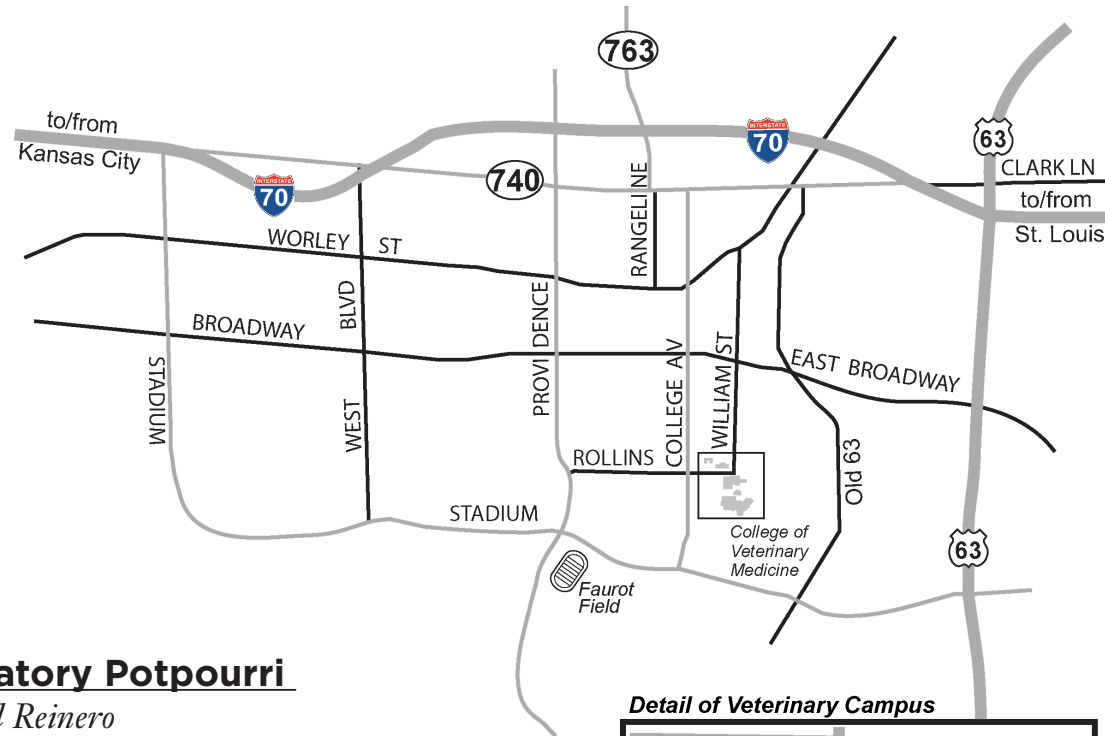 763
to/from
Kansas City
INTERSTATE
70
INTERSTATE
70
740
63
CLARK LN
to/from
St. Louis
RANGELINE
WORLEY ST
BROADWAY
WEST BLVD
STADIUM
PROVIDENCE
COLLEGE AV
WILLIAM ST
EAST BROADWAY
Old 63
ROLLINS
STADIUM
College of
Veterinary
Medicine
63
Faurot
Field
atory Potpourri
l Reinero
Detail of Veterinary Campus